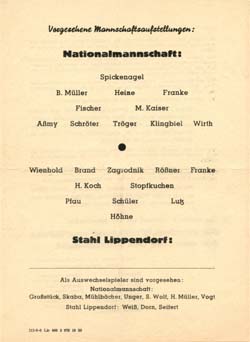 Vorgesehene Mannschaftsaufstellungen:
Nationalmannschaft:
Spickenagel
B. Müller Heine Franke
Fischer M. Kaiser
Aßmy Schröter Tröger Klingbiel Wirth
Wienhold Brand Zagrodnik Rößner Franke
H. Koch Stopfkuchen
Pfau Schüler Lutz
Höhne
Stahl Lippendorf:
Als Auswechselspieler sind vorgesehen:
Nationalmannschaft:
Großstück, Skaba, Mühlbächer, Unger, S. Wolf, H. Müller, Vogt
Stahl Lippendorf: Weiß, Dorn, Seifert